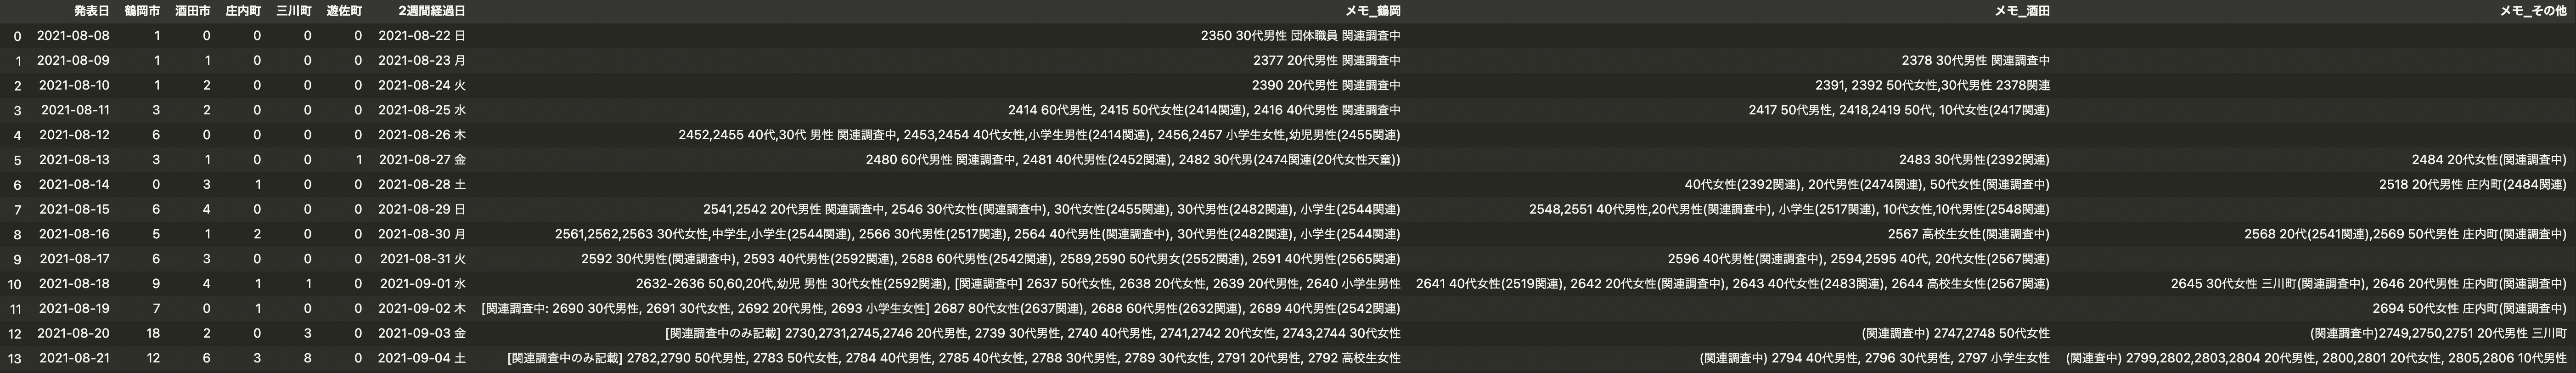 発表日 鶴岡市 酒田市 庄内町 三川町 遊佐町 2週間経過日 メモ_鶴岡 メモ_酒田 メモ_その他
0 2021-08-08 1 0 0 0 0 2021-08-22 日 2350 30代男性 団体職員 関連調査中
1 2021-08-09 1 1 0 0 0 2021-08-23 月 2377 20代男性 関連調査中 2378 30代男性 関連調査中
2 2021-08-10 1 2 0 0 0 2021-08-24 火 2390 20代男性 関連調査中 2391, 2392 50代女性,30代男性 2378関連
3 2021-08-11 3 2 0 0 0 2021-08-25 水 2414 60代男性, 2415 50代女性(2414関連), 2416 40代男性 関連調査中 2417 50代男性, 2418,2419 50代, 10代女性(2417関連)
4 2021-08-12 6 0 0 0 0 2021-08-26 木 2452,2455 40代,30代 男性 関連調査中, 2453,2454 40代女性,小学生男性(2414関連), 2456,2457 小学生女性,幼児男性(2455関連)
5 2021-08-13 3 1 0 0 1 2021-08-27 金 2480 60代男性 関連調査中, 2481 40代男性(2452関連), 2482 30代男(2474関連(20代女性天童)) 2483 30代男性(2392関連) 2484 20代女性(関連調査中)
6 2021-08-14 0 3 1 0 0 2021-08-28 土 40代女性(2392関連), 20代男性(2474関連), 50代女性(関連調査中) 2518 20代男性 庄内町(2484関連)
7 2021-08-15 6 4 0 0 0 2021-08-29 日 2541,2542 20代男性 関連調査中, 2546 30代女性(関連調査中), 30代女性(2455関連), 30代男性(2482関連), 小学生(2544関連) 2548,2551 40代男性,20代男性(関連調査中), 小学生(2517関連), 10代女性,10代男性(2548関連)
8 2021-08-16 5 1 2 0 0 2021-08-30 月 2561,2562,2563 30代女性,中学生,小学生(2544関連), 2566 30代男性(2517関連), 2564 40代男性(関連調査中), 30代男性(2482関連), 小学生(2544関連) 2567 高校生女性(関連調査中) 2568 20代(2541関連),2569 50代男性 庄内町(関連調査中)
9 2021-08-17 6 3 0 0 0 2021-08-31 火 2592 30代男性(関連調査中), 2593 40代男性(2592関連), 2588 60代男性(2542関連), 2589,2590 50代男女(2552関連), 2591 40代男性(2565関連) 2596 40代男性(関連調査中), 2594,2595 40代, 20代女性(2567関連)
10 2021-08-18 9 4 1 1 0 2021-09-01 水 2632-2636 50,60,20代,幼児 男性 30代女性(2592関連), [関連調査中] 2637 50代女性, 2638 20代女性, 2639 20代男性, 2640 小学生男性 2641 40代女性(2519関連), 2642 20代女性(関連調査中), 2643 40代女性(2483関連), 2644 高校生女性(2567関連) 2645 30代女性 三川町(関連調査中), 2646 20代男性 庄内町(関連調査中)
11 2021-08-19 7 0 1 0 0 2021-09-02 木 [関連調査中: 2690 30代男性, 2691 30代女性, 2692 20代男性, 2693 小学生女性] 2687 80代女性(2637関連), 2688 60代男性(2632関連), 2689 40代男性(2542関連) 2694 50代女性 庄内町(関連調査中)
12 2021-08-20 18 2 0 3 0 2021-09-03 金 [関連調査中のみ記載] 2730,2731,2745,2746 20代男性, 2739 30代男性, 2740 40代男性, 2741,2742 20代女性, 2743,2744 30代女性 (関連調査中) 2747,2748 50代女性 (関連調査中)2749,2750,2751 20代男性 三川町
13 2021-08-21 12 6 3 8 0 2021-09-04 土 [関連調査中のみ記載] 2782,2790 50代男性, 2783 50代女性, 2784 40代男性, 2785 40代女性, 2788 30代男性, 2789 30代女性, 2791 20代男性, 2792 高校生女性 (関連調査中) 2794 40代男性, 2796 30代男性, 2797 小学生女性 (関連査中) 2799,2802,2803,2804 20代男性, 2800,2801 20代女性, 2805,2806 10代男性